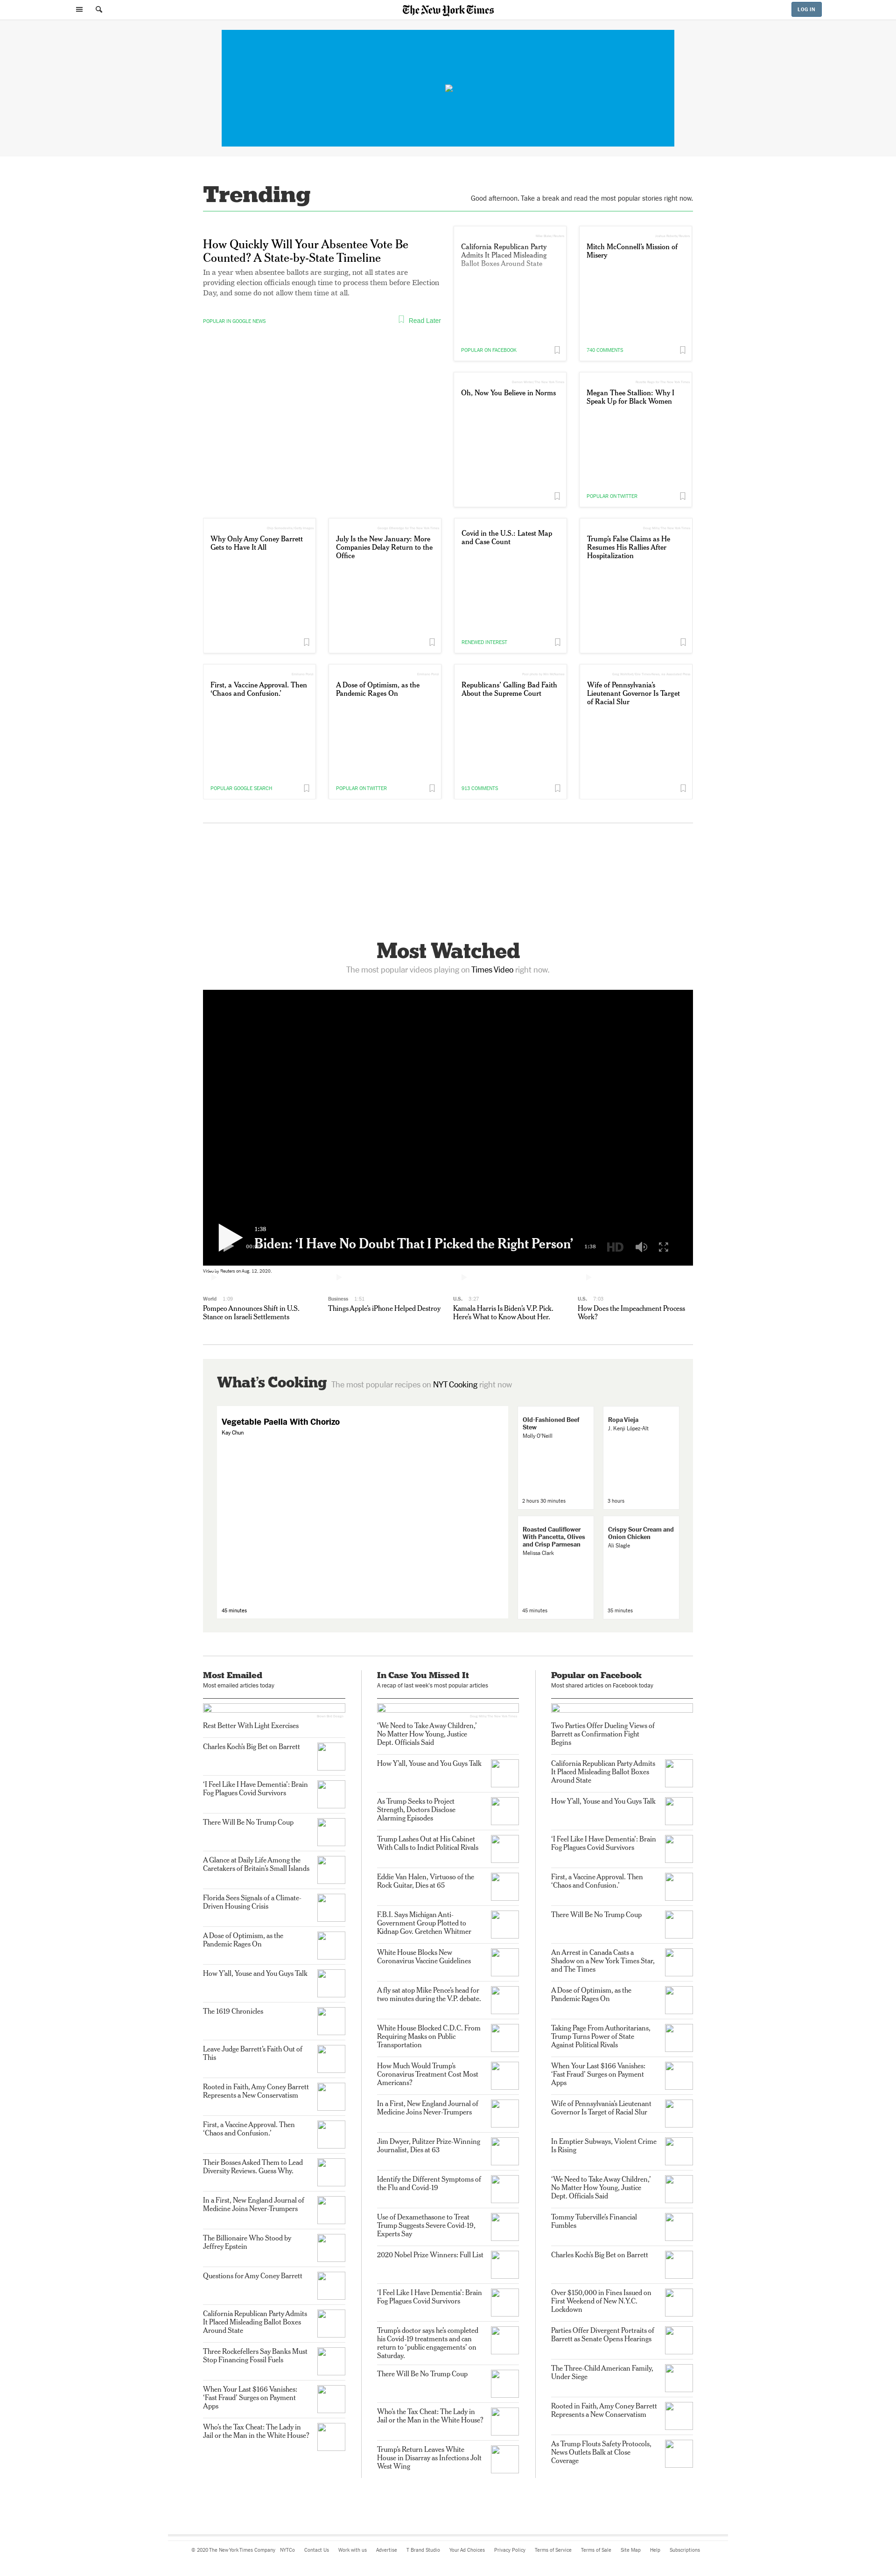 The New York Times
LOG IN
Trending
Good afternoon. Take a break and read the most popular stories right now.
How Quickly Will Your Absentee Vote Be
Counted? A State-by-State Timeline
In a year when absentee ballots are surging, not all states are
providing election officials enough time to process them before Election
Day, and some do not allow them time at all.
POPULAR IN GOOGLE NEWS
Read Later
California Republican Party
Admits It Placed Misleading
Ballot Boxes Around State
POPULAR ON FACEBOOK
Mitch McConnell's Mission of
Misery
740 COMMENTS
Oh, Now You Believe in Norms
Megan Thee Stallion: Why I
Speak Up for Black Women
POPULAR ON TWITTER
Why Only Amy Coney Barrett
Gets to Have It All
July Is the New January: More
Companies Delay Return to the
Office
Covid in the U.S.: Latest Map
and Case Count
RENEWED INTEREST
Trump's False Claims as He
Resumes His Rallies After
Hospitalization
First, a Vaccine Approval. Then
'Chaos and Confusion.'
POPULAR GOOGLE SEARCH
A Dose of Optimism, as the
Pandemic Rages On
POPULAR ON TWITTER
Republicans' Galling Bad Faith
About the Supreme Court
913 COMMENTS
Wife of Pennsylvania's
Lieutenant Governor Is Target
of Racial Slur
Most Watched
The most popular videos playing on Times Video right now.
1:38
Biden: 'I Have No Doubt That I Picked the Right Person'
1:38
HD
Reuters on Aug. 12, 2020.
World 1:09
Pompeo Announces Shift in U.S.
Stance on Israeli Settlements
Business 1:51
Things Apple's iPhone Helped Destroy
U.S. 5:27
Kamala Harris Is Biden's V.P. Pick.
Here's What to Know About Her.
U.S. 7:05
How Does the Impeachment Process
Work?
What's Cooking The most popular recipes on NYT Cooking right now
Vegetable Paella With Chorizo
Kay Chun
45 minutes
Old-Fashioned Beef
Stew
Molly O'Neill
2 hours 30 minutes
Ropa Vieja
J. Kenji López-Alt
3 hours
Roasted Cauliflower
With Pancetta, Olives
and Crisp Parmesan
Melissa Clark
45 minutes
Crispy Sour Cream and
Onion Chicken
Ali Slagle
35 minutes
Most Emailed
Most emailed articles today
Rest Better With Light Exercises
Charles Koch's Big Bet on Barrett
'I Feel Like I Have Dementia': Brain
Fog Plagues Covid Survivors
There Will Be No Trump Coup
A Glance at Daily Life Among the
Caretakers of Britain's Small Islands
Florida Sees Signals of a Climate-
Driven Housing Crisis
A Dose of Optimism, as the
Pandemic Rages On
How Y'all, Youse and You Guys Talk
The 1619 Chronicles
Leave Judge Barrett's Faith Out of
This
Rooted in Faith, Amy Coney Barrett
Represents a New Conservatism
First, a Vaccine Approval. Then
'Chaos and Confusion.'
Their Bosses Asked Them to Lead
Diversity Reviews. Guess Why.
In a First, New England Journal of
Medicine Joins Never-Trumpers
The Billionaire Who Stood by
Jeffrey Epstein
Questions for Amy Coney Barrett
California Republican Party Admits
It Placed Misleading Ballot Boxes
Around State
Three Rockefellers Say Banks Must
Stop Financing Fossil Fuels
When Your Last $166 Vanishes:
'Fast Fraud' Surges on Payment
Apps
Who's the Tax Cheat: The Lady in
Jail or the Man in the White House?
In Case You Missed It
A recap of last week's most popular articles
'We Need to Take Away Children,'
No Matter How Young, Justice
Dept. Officials Said
How Y'all, Youse and You Guys Talk
As Trump Seeks to Project
Strength, Doctors Disclose
Alarming Episodes
Trump Lashes Out at His Cabinet
With Calls to Indict Political Rivals
Eddie Van Halen, Virtuoso of the
Rock Guitar, Dies at 65
F.B.I. Says Michigan Anti-
Government Group Plotted to
Kidnap Gov. Gretchen Whitmer
White House Blocks New
Coronavirus Vaccine Guidelines
A fly sat atop Mike Pence's head for
two minutes during the V.P. debate.
White House Blocked C.D.C. From
Requiring Masks on Public
Transportation
How Much Would Trump's
Coronavirus Treatment Cost Most
Americans?
In a First, New England Journal of
Medicine Joins Never-Trumpers
Jim Dwyer, Pulitzer Prize-Winning
Journalist, Dies at 63
Identify the Different Symptoms of
the Flu and Covid-19
Use of Dexamethasone to Treat
Trump Suggests Severe Covid-19,
Experts Say
2020 Nobel Prize Winners: Full List
'I Feel Like I Have Dementia': Brain
Fog Plagues Covid Survivors
Trump's doctor says he's completed
his Covid-19 treatments and can
return to 'public engagements' on
Saturday.
There Will Be No Trump Coup
Who's the Tax Cheat: The Lady in
Jail or the Man in the White House?
Trump's Return Leaves White
House in Disarray as Infections Jolt
West Wing
Popular on Facebook
Most shared articles on Facebook today
Two Parties Offer Dueling Views of
Barrett as Confirmation Fight
Begins
California Republican Party Admits
It Placed Misleading Ballot Boxes
Around State
How Y'all, Youse and You Guys Talk
'I Feel Like I Have Dementia': Brain
Fog Plagues Covid Survivors
First, a Vaccine Approval. Then
'Chaos and Confusion.'
There Will Be No Trump Coup
An Arrest in Canada Casts a
Shadow on a New York Times Star,
and The Times
A Dose of Optimism, as the
Pandemic Rages On
Taking Page From Authoritarians,
Trump Turns Power of State
Against Political Rivals
When Your Last $166 Vanishes:
'Fast Fraud' Surges on Payment
Apps
Wife of Pennsylvania's Lieutenant
Governor Is Target of Racial Slur
In Emptier Subways, Violent Crime
Is Rising
'We Need to Take Away Children,'
No Matter How Young, Justice
Dept. Officials Said
Tommy Tuberville's Financial
Fumbles
Charles Koch's Big Bet on Barrett
Over $150,000 in Fines Issued on
First Weekend of New N.Y.C.
Lockdown
Parties Offer Divergent Portraits of
Barrett as Senate Opens Hearings
The Three-Child American Family,
Under Siege
Rooted in Faith, Amy Coney Barrett
Represents a New Conservatism
As Trump Flouts Safety Protocols,
News Outlets Balk at Close
Coverage
© 2020 The New York Times Company NYTCo Contact Us Work with us Advertise T Brand Studio Your Ad Choices Privacy Policy Terms of Service Terms of Sale Site Map Help Subscriptions